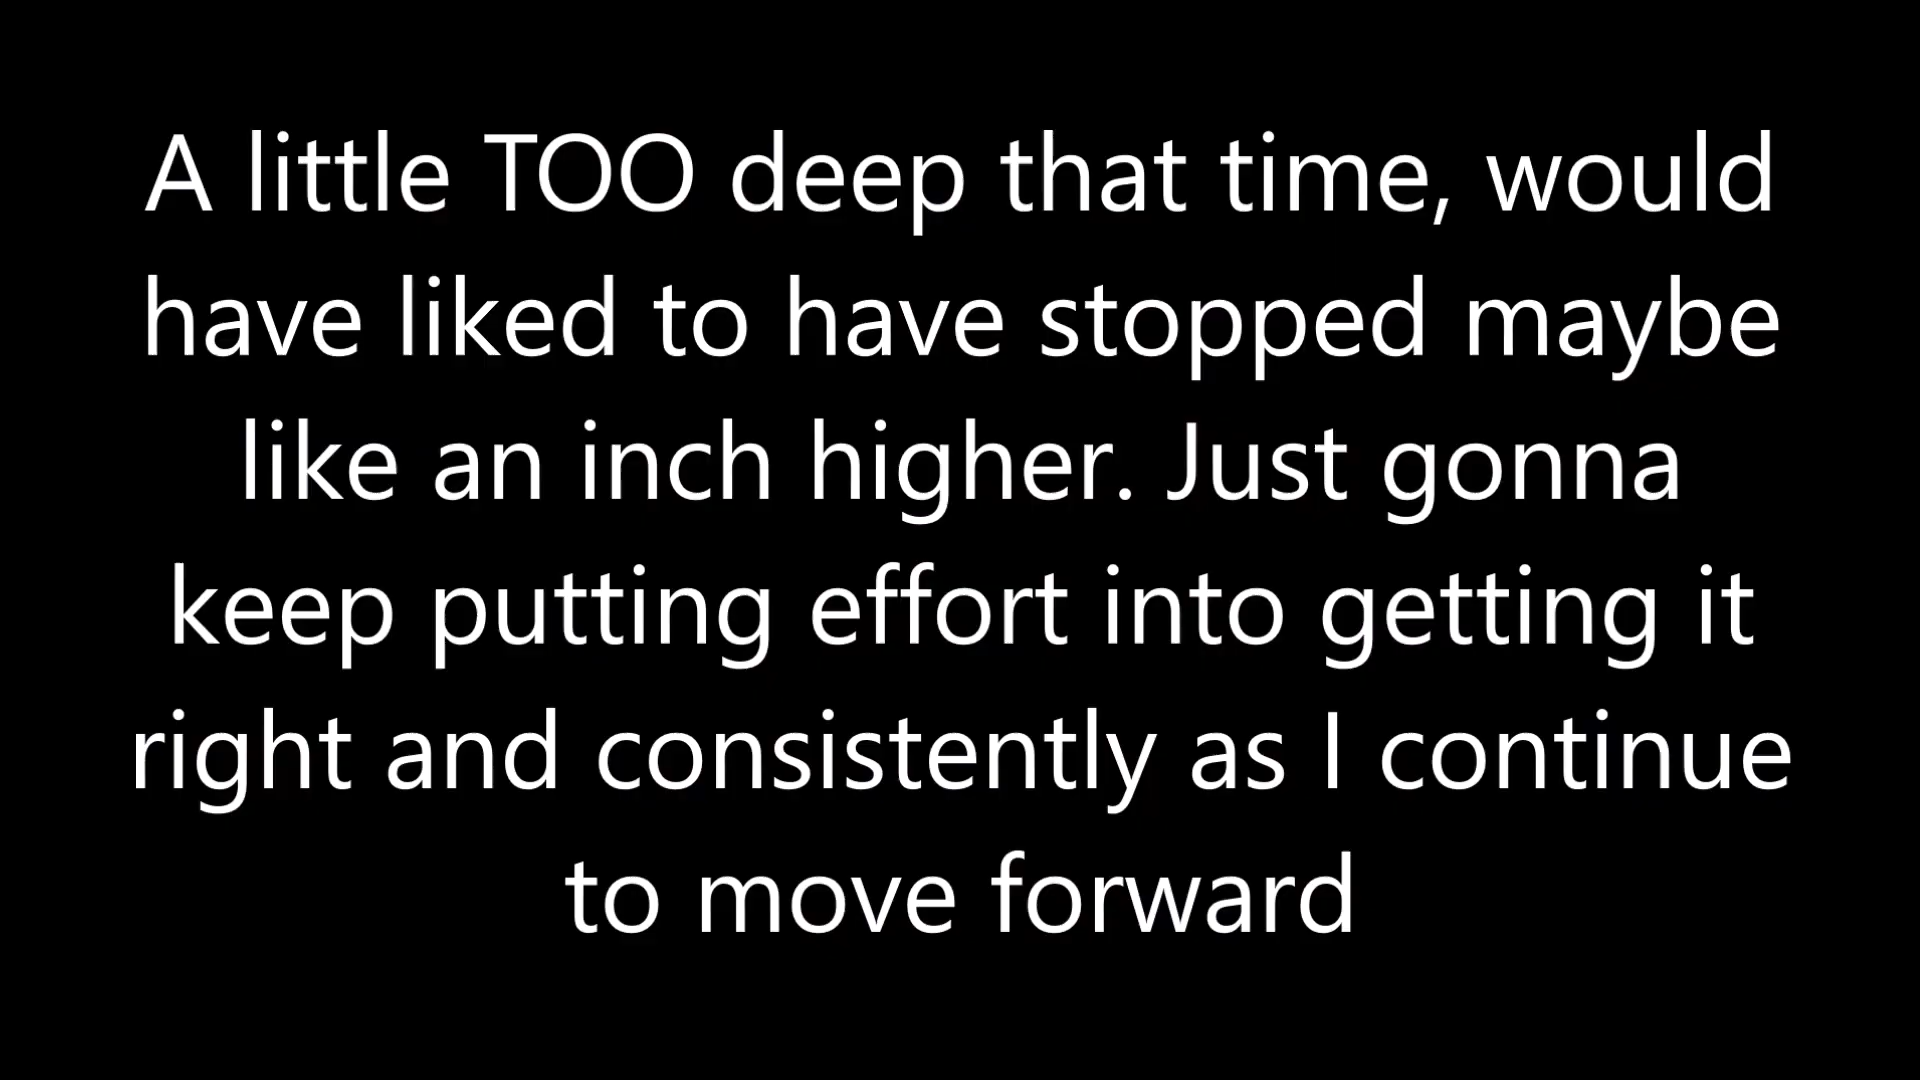 A little TOO deep that time, would
have liked to have stopped maybe
like an inch higher. Just gonna
keep putting effort into getting it
right and consistently as I continue
to move forward